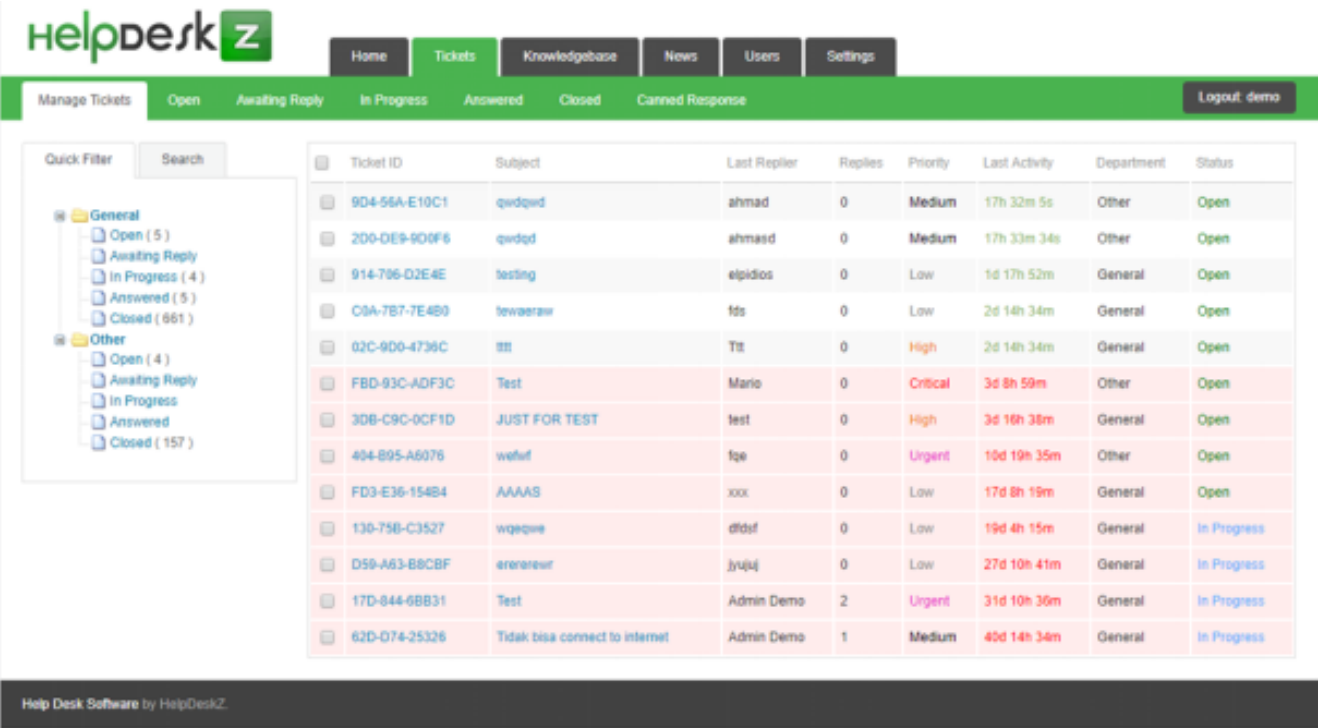 HelpDeskZ
Home Tickets Knowledgebase News Users Settings
Manage Tickets Open Awaiting Reply In Progress Answered Closed Canned Response Logout: demo
Quick Filter Search
General
Open ( 5 )
Awaiting Reply
In Progress ( 4 )
Answered ( 5 )
Closed ( 661 )
Other
Open ( 4 )
Awaiting Reply
In Progress
Answered
Closed ( 157 )
Ticket ID Subject Last Replier Replies Priority Last Activity Department Status
9D4-56A-E10C1 qwdqwd ahmad 0 Medium 17h 32m 5s Other Open
2D0-DE9-9D0F6 qwdqd ahmasd 0 Medium 17h 33m 34s Other Open
914-706-D2E4E testing elpidios 0 Low 1d 17h 52m General Open
C0A-7B7-7E4B0 tewaeraw fds 0 Low 2d 14h 34m General Open
02C-9D0-4736C tttt Ttt 0 High 2d 14h 34m General Open
FBD-93C-ADF3C Test Mario 0 Critical 3d 8h 59m Other Open
3DB-C9C-0CF1D JUST FOR TEST test 0 High 3d 16h 38m General Open
404-B95-A6076 wefwf fqe 0 Urgent 10d 19h 35m Other Open
FD3-E36-154B4 AAAAS xxx 0 Low 17d 8h 19m General Open
130-75B-C3527 wqeqwe dfdsf 0 Low 19d 4h 15m General In Progress
D59-A63-B8CBF erererewr jyujuj 0 Low 27d 10h 41m General In Progress
17D-844-6BB31 Test Admin Demo 2 Urgent 31d 10h 36m General In Progress
62D-D74-25326 Tidak bisa connect to internet Admin Demo 1 Medium 40d 14h 34m General In Progress
Help Desk Software by HelpDeskZ.